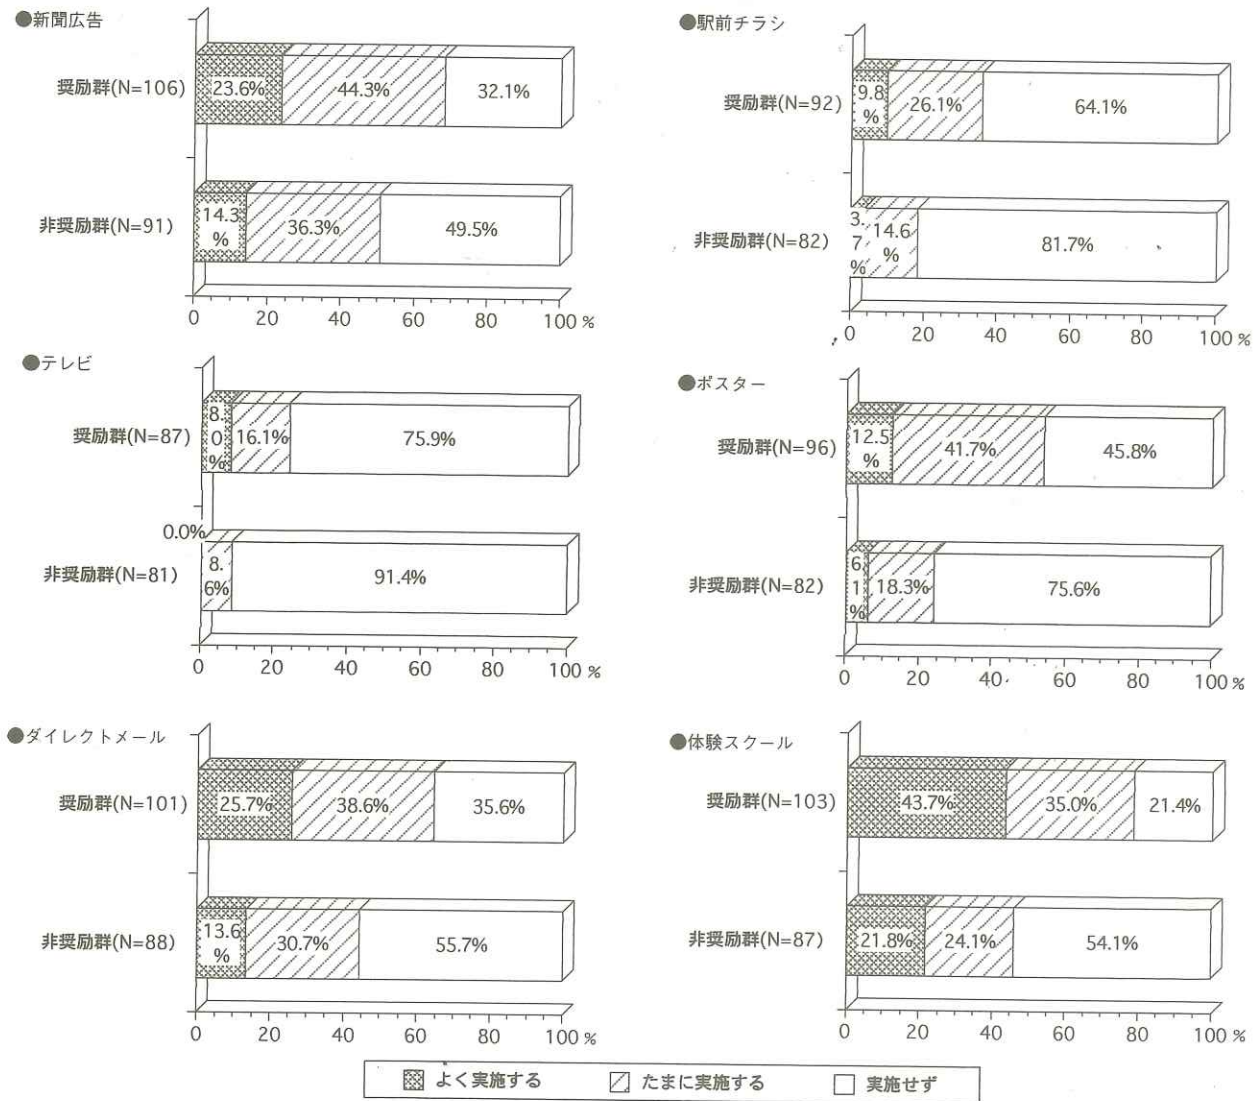 ●新聞広告
奨励群(N=106)
23.6%
44.3%
32.1%
非奨励群(N=91)
14.3
%
36.3%
49.5%
0 20 40 60 80 100 %
●駅前チラシ
奨励群(N=92)
9.8
%
26.1%
64.1%
非奨励群(N=82)
3.
7
%
14.6
%
81.7%
0 20 40 60 80 100 %
●テレビ
奨励群(N=87)
8.
0
%
16.1%
75.9%
0.0%
非奨励群(N=81)
8.
6%
91.4%
0 20 40 60 80 100 %
●ポスター
奨励群(N=96)
12.5
%
41.7%
45.8%
非奨励群(N=82)
6.
1
%
18.3%
75.6%
0 20 40 60 80 100 %
●ダイレクトメール
奨励群(N=101)
25.7%
38.6%
35.6%
非奨励群(N=88)
13.6
%
30.7%
55.7%
0 20 40 60 80 100 %
●体験スクール
奨励群(N=103)
43.7%
35.0%
21.4%
非奨励群(N=87)
21.8%
24.1%
54.1%
0 20 40 60 80 100 %
よく実施する たまに実施する 実施せず